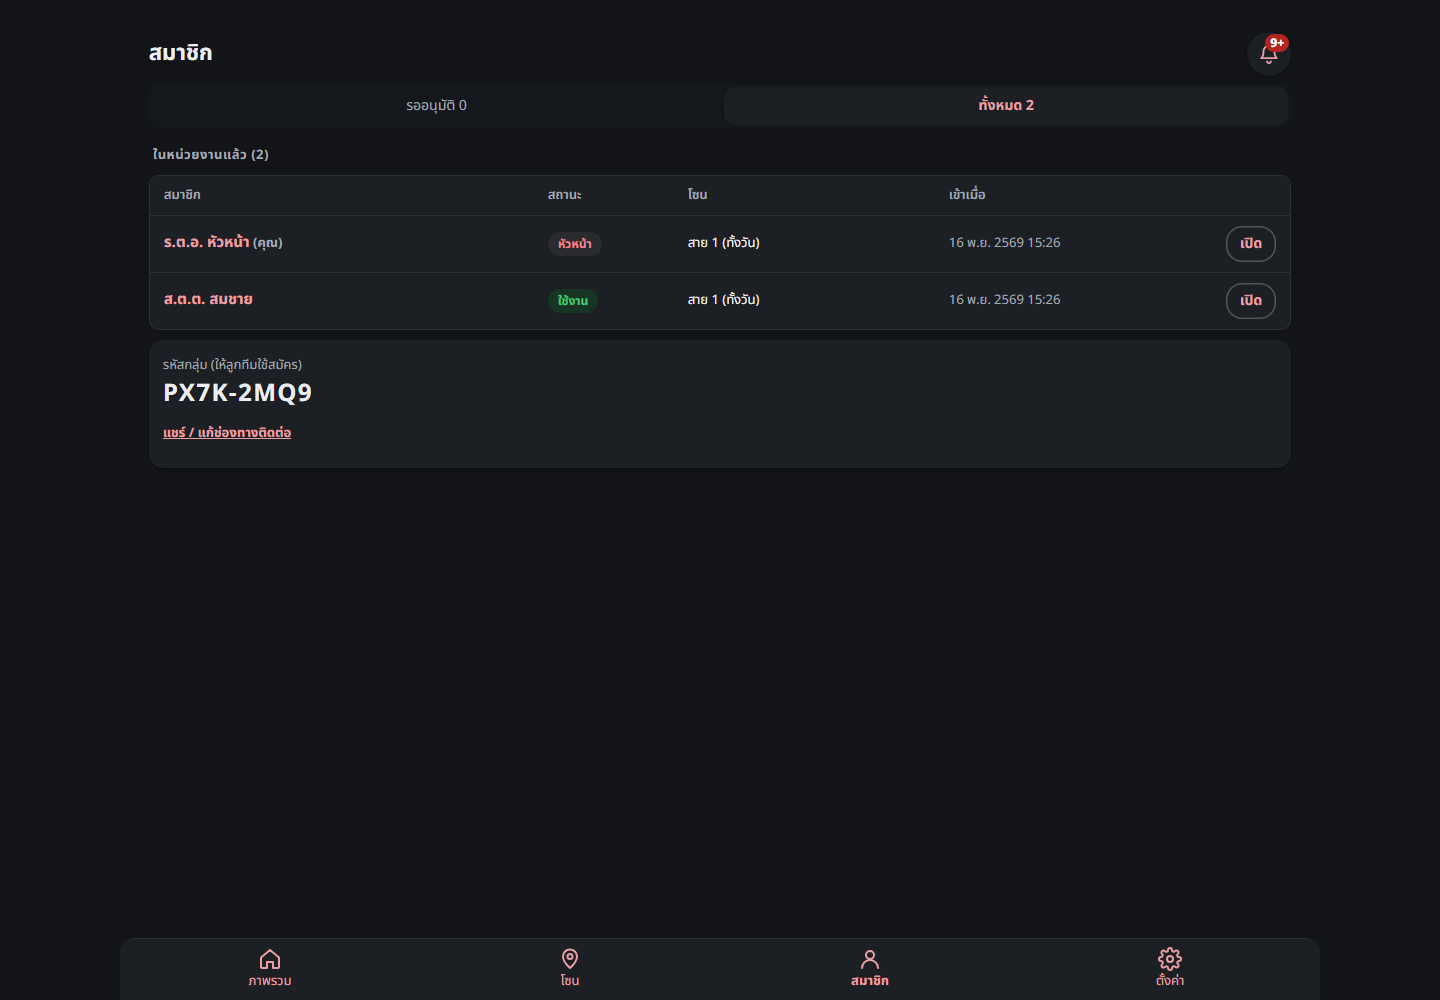 สมาชิก
9+
รออนุมัติ 0
ทั้งหมด 2
ในหน่วยงานแล้ว (2)
สมาชิก สถานะ โซน เข้าเมื่อ
ร.ต.อ. หัวหน้า (คุณ) หัวหน้า สาย 1 (ทั้งวัน) 16 พ.ย. 2569 15:26 เปิด
ส.ต.ต. สมชาย ใช้งาน สาย 1 (ทั้งวัน) 16 พ.ย. 2569 15:26 เปิด
รหัสกลุ่ม (ให้ลูกทีมใช้สมัคร)
PX7K-2MQ9
แชร์ / แก้ช่องทางติดต่อ
ภาพรวม โซน สมาชิก ตั้งค่า